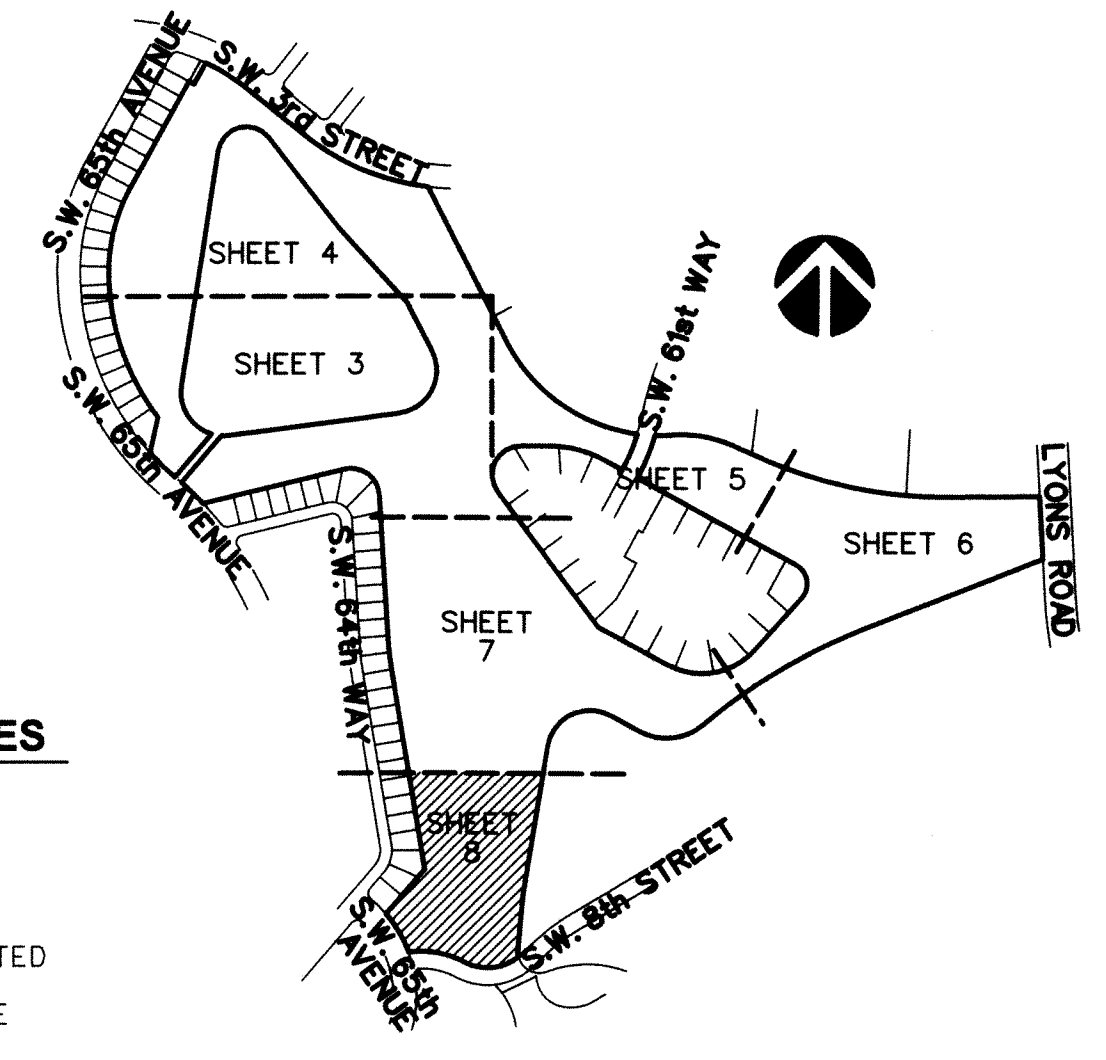 S.W. 65th AVENUE
S.W. 3rd STREET
SHEET 4
SHEET 3
S.W. 61st WAY
S.W. 65th AVENUE
SHEET 5
SHEET 6
LYONS ROAD
S.W. 64th WAY
SHEET
7
ES
SHEET
8
S.W. 8th STREET
S.W. 65th
AVENUE
TED
E